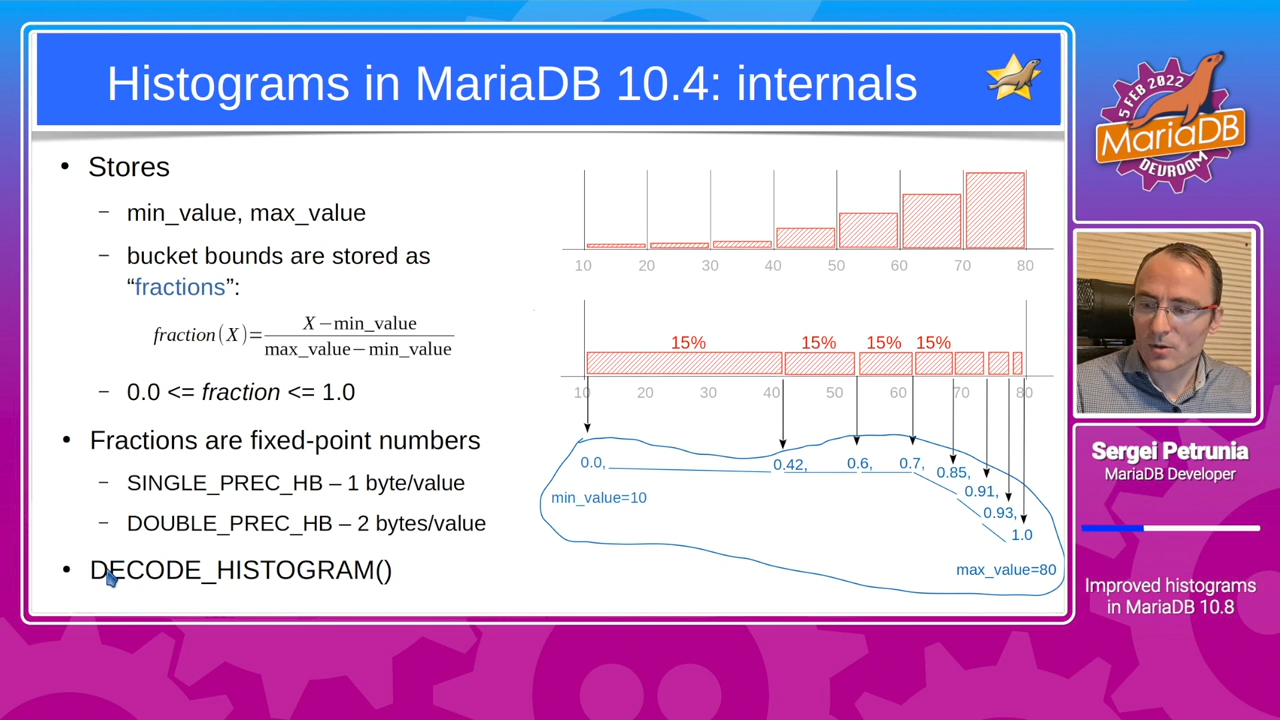 Histograms in MariaDB 10.4: internals
• Stores
– min_value, max_value
– bucket bounds are stored as
“fractions”:
fraction(X)=
X−min_value
max_value−min_value
– 0.0 <= fraction <= 1.0
• Fractions are fixed-point numbers
– SINGLE_PREC_HB – 1 byte/value
– DOUBLE_PREC_HB – 2 bytes/value
• DECODE_HISTOGRAM()
10 20 30 40 50 60 70 80
15% 15% 15% 15%
10 20 30 40 50 60 70 80
0.0, 0.42, 0.6, 0.7, 0.85,
0.91,
0.93,
1.0
min_value=10
max_value=80
5 FEB 2022
MariaDB
DEVROOM
Sergei Petrunia
MariaDB Developer
Improved histograms
in MariaDB 10.8